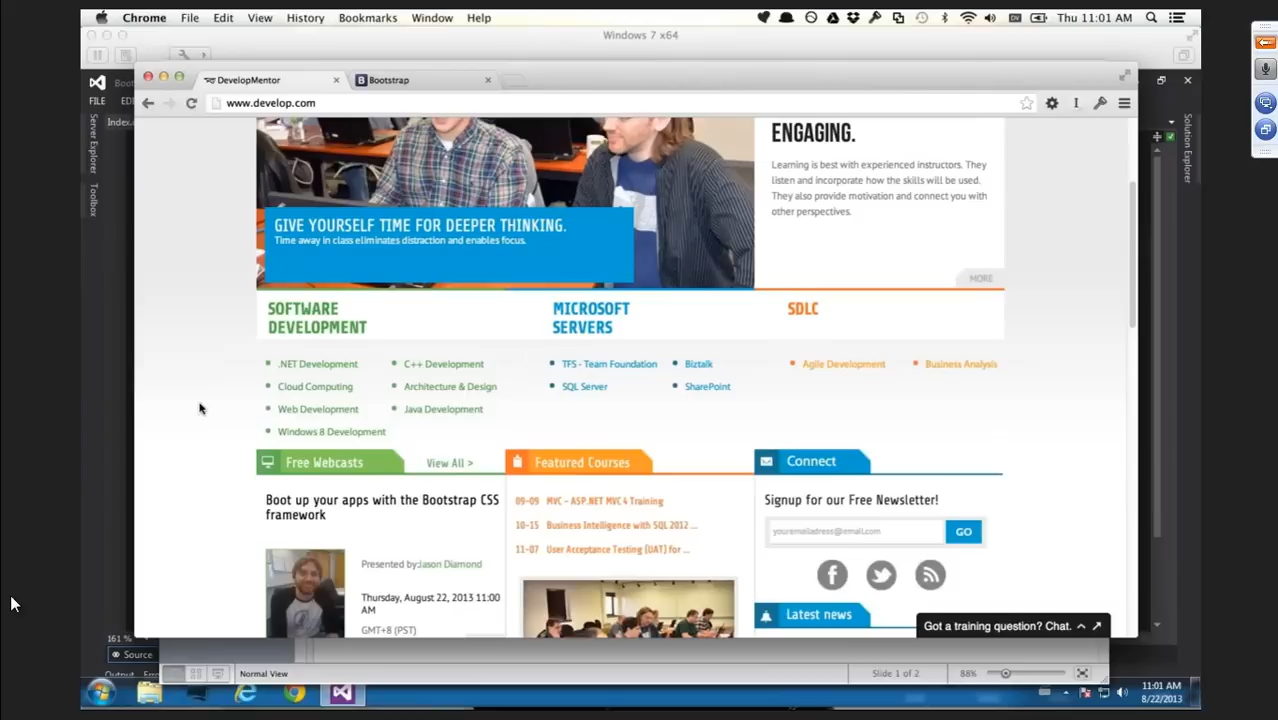 Chrome File Edit View History Bookmarks Window Help Thu 11:01 AM
Windows 7 x64
DevelopMentor Bootstrap
FILE
www.develop.com
Server Explorer
Toolbox
Solution Explorer
ENGAGING.
Learning is best with experienced instructors. They
listen and incorporate how the skills will be used.
They also provide motivation and connect you with
other perspectives.
MORE
GIVE YOURSELF TIME FOR DEEPER THINKING.
Time away in class eliminates distraction and enables focus.
SOFTWARE
DEVELOPMENT
.NET Development C++ Development
Cloud Computing Architecture & Design
Web Development Java Development
Windows 8 Development
MICROSOFT
SERVERS
TFS - Team Foundation Biztalk
SQL Server SharePoint
SDLC
Agile Development Business Analysis
Free Webcasts View All >
Boot up your apps with the Bootstrap CSS
framework
Presented by:Jason Diamond
Thursday, August 22, 2013 11:00
AM
GMT+8 (PST)
Featured Courses
09-09 MVC - ASP.NET MVC 4 Training
10-15 Business Intelligence with SQL 2012 ...
11-07 User Acceptance Testing (UAT) for ...
Connect
Signup for our Free Newsletter!
youremailadress@email.com GO
Latest news
Got a training question? Chat.
161 %
Source
Output
Normal View Slide 1 of 2 88%
11:01 AM
8/22/2013